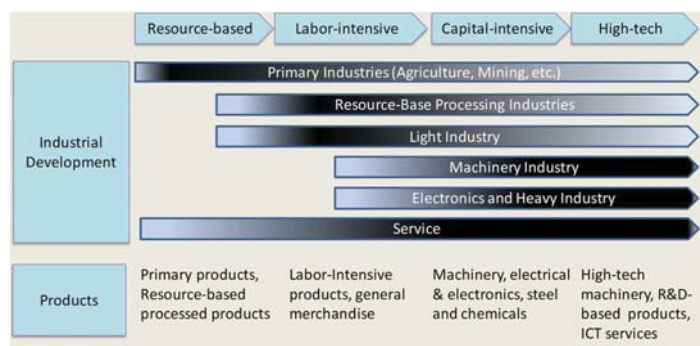 Resource-based
Labor-intensive
Capital-intensive
High-tech
Industrial
Development
Primary Industries (Agriculture, Mining, etc.)
Resource-Base Processing Industries
Light Industry
Machinery Industry
Electronics and Heavy Industry
Service
Products
Primary products,
Resource-based
processed products
Labor-Intensive
products, general
merchandise
Machinery, electrical
& electronics, steel
and chemicals
High-tech
machinery, R&D-
based products,
ICT services